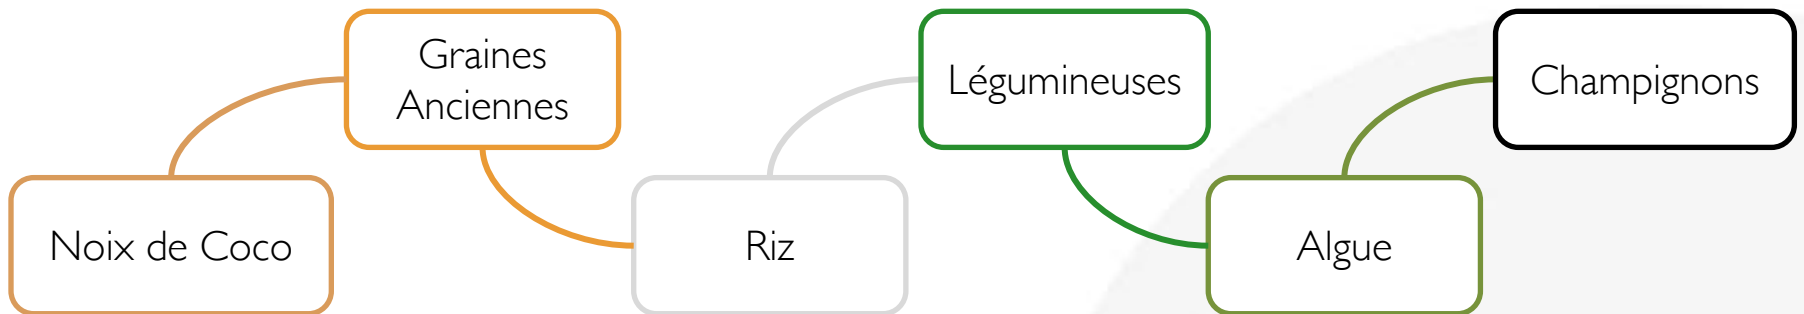 Noix de Coco
Graines
Anciennes
Riz
Légumineuses
Algue
Champignons